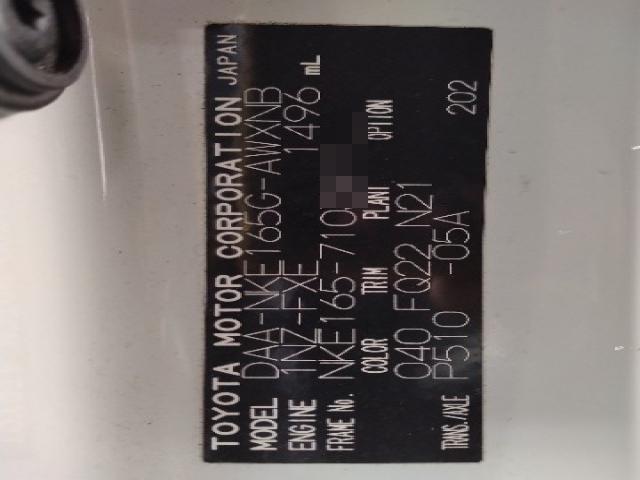 TOYOTA MOTOR CORPORATION JAPAN
MODEL DAA-NKE165G-AWXNB
ENGINE 1NZ-FXE 1496 mL
FRAME No. NKE165-710
COLOR TRIM PLANT OPTION
040 FQ22 N21
TRANS./AXLE P510 -05A 202